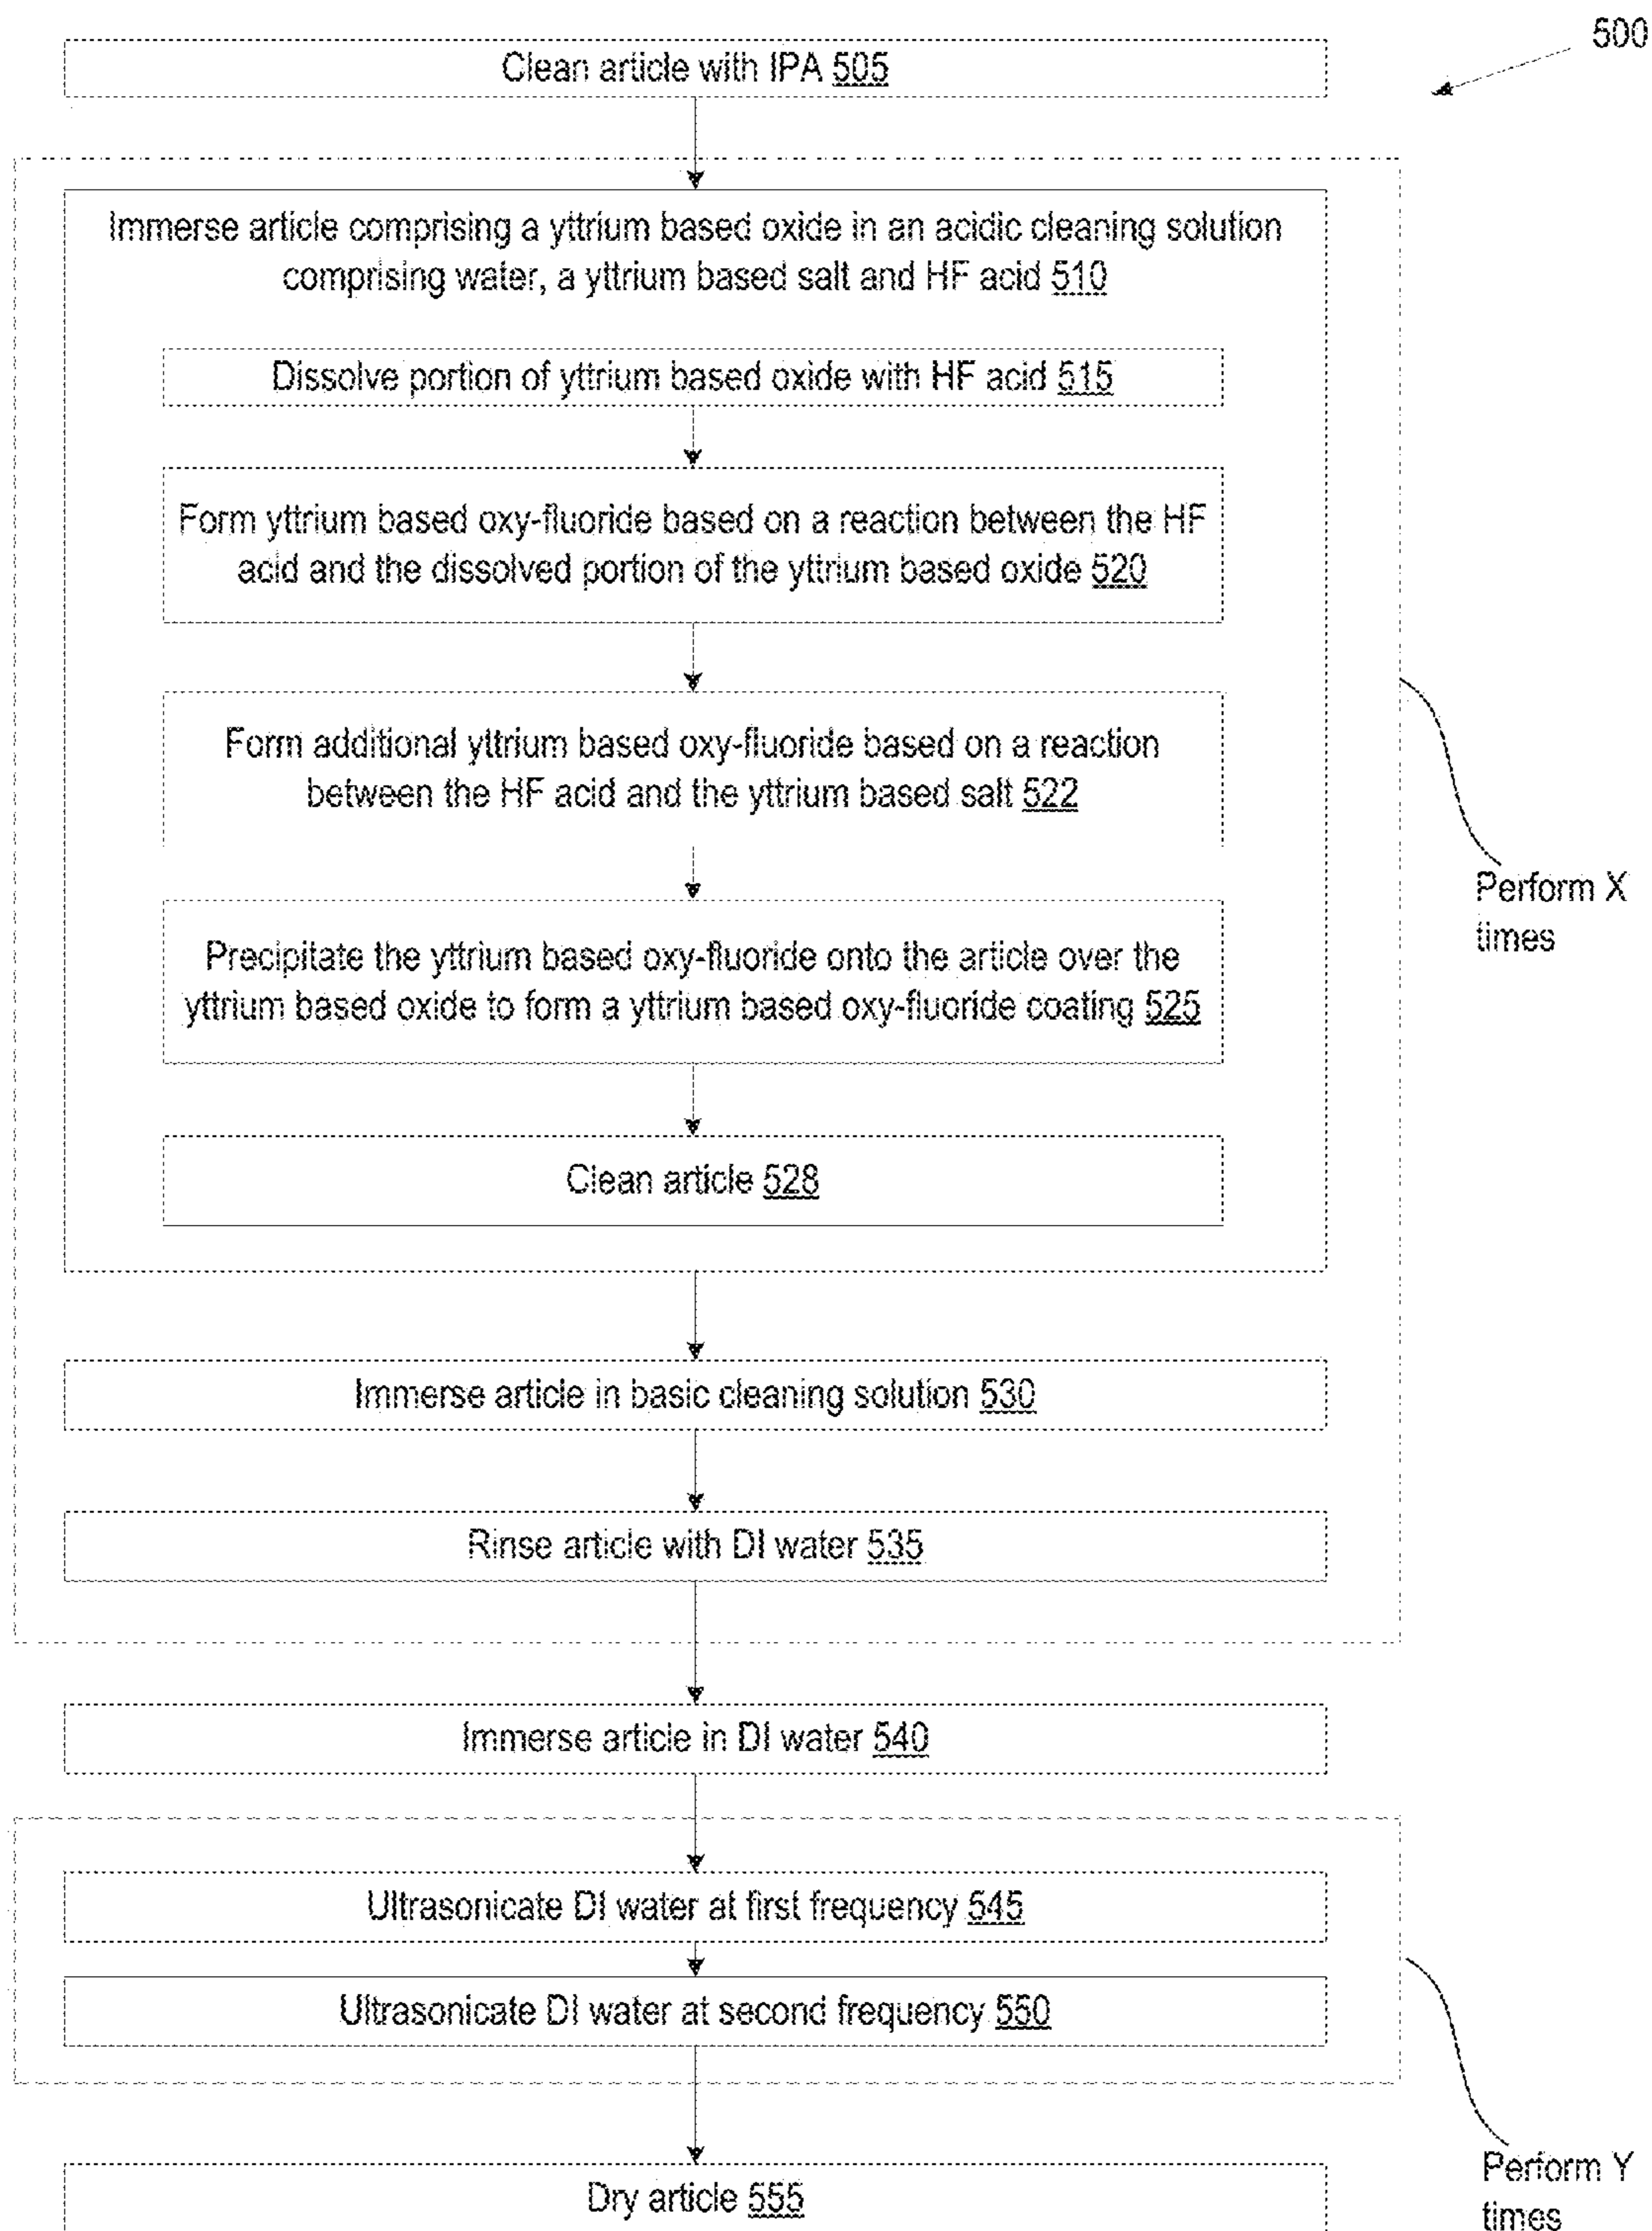 500
Clean article with IPA 505
Immerse article comprising a yttrium based oxide in an acidic cleaning solution
comprising water, a yttrium based salt and HF acid 510
Dissolve portion of yttrium based oxide with HF acid 515
Form yttrium based oxy-fluoride based on a reaction between the HF
acid and the dissolved portion of the yttrium based oxide 520
Form additional yttrium based oxy-fluoride based on a reaction
between the HF acid and the yttrium based salt 522
Perform X
times
Precipitate the yttrium based oxy-fluoride onto the article over the
yttrium based oxide to form a yttrium based oxy-fluoride coating 525
Clean article 528
Immerse article in basic cleaning solution 530
Rinse article with DI water 535
Immerse article in DI water 540
Ultrasonicate DI water at first frequency 545
Ultrasonicate DI water at second frequency 550
Perform Y
times
Dry article 555